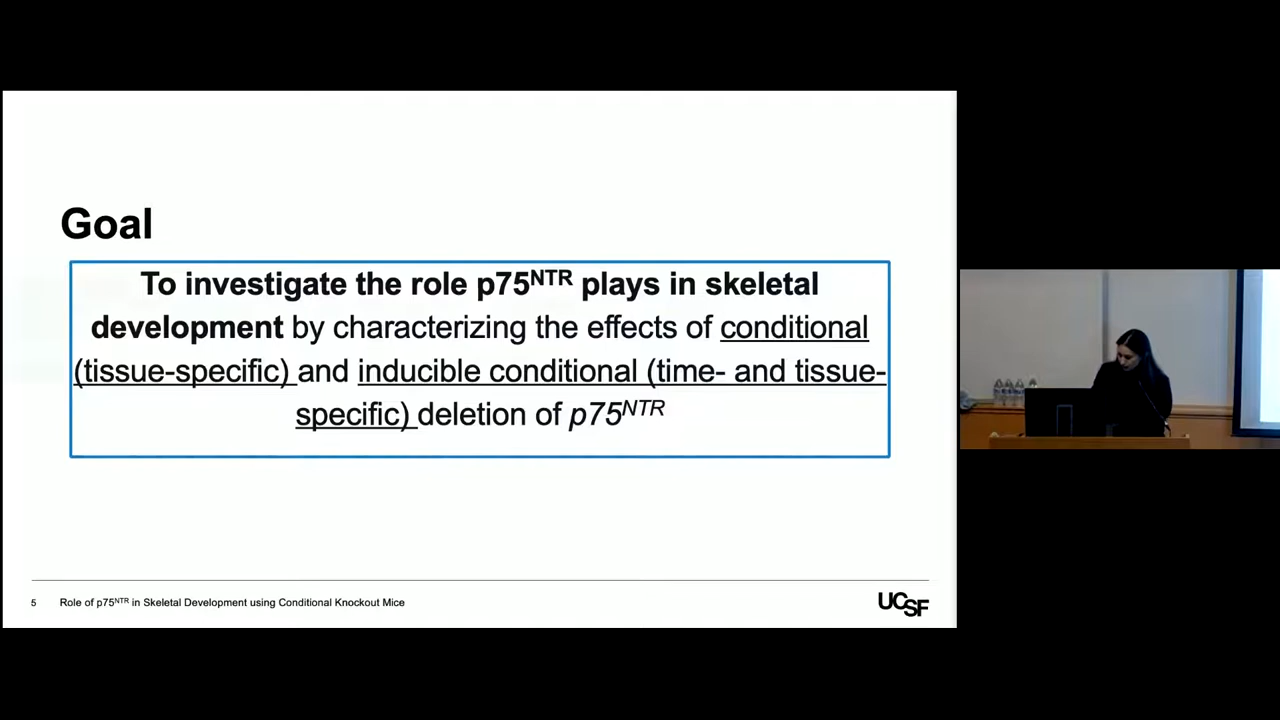 Goal
To investigate the role p75NTR plays in skeletal
development by characterizing the effects of conditional
(tissue-specific) and inducible conditional (time- and tissue-
specific) deletion of p75NTR
5 Role of p75NTR in Skeletal Development using Conditional Knockout Mice
UCSF